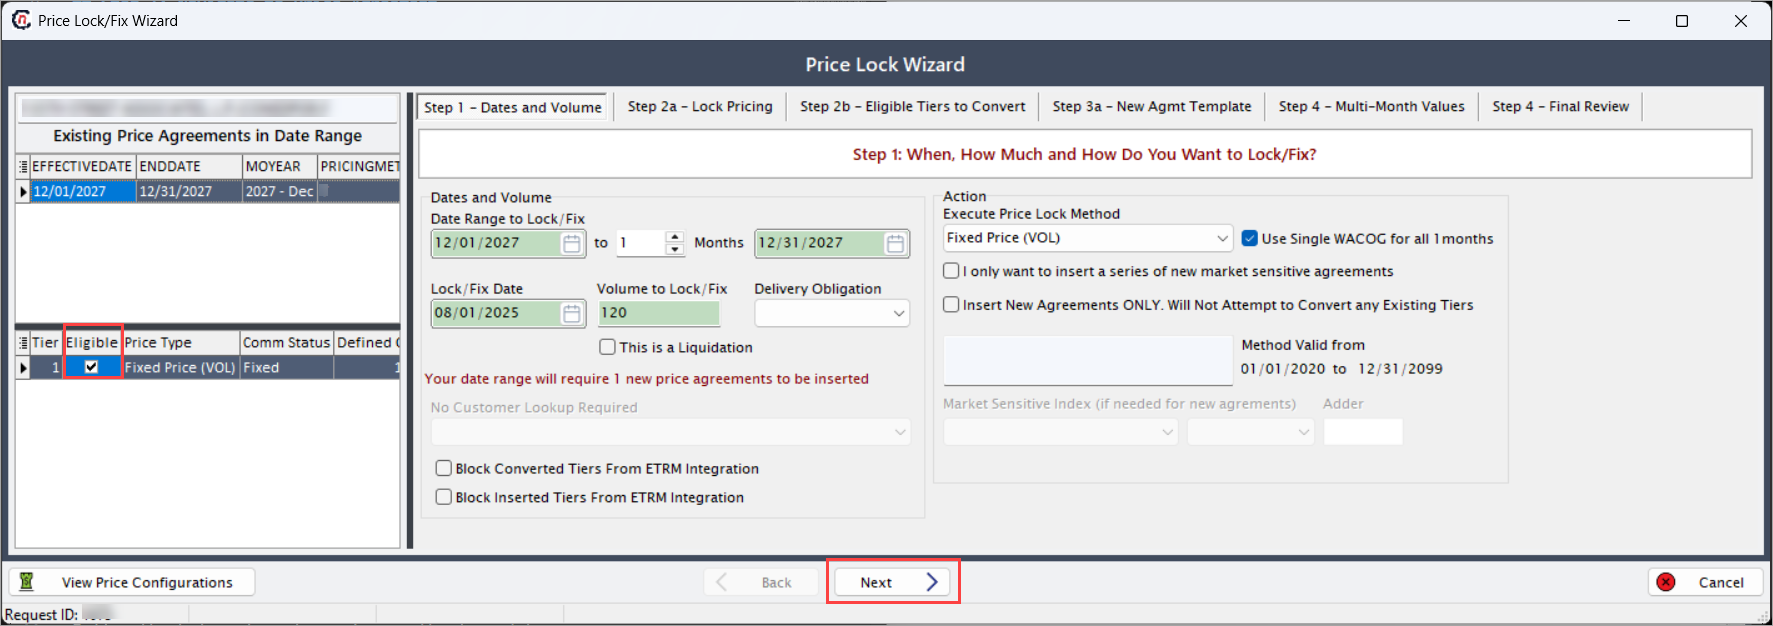 Price Lock/Fix Wizard
Price Lock Wizard
Existing Price Agreements in Date Range
EFFECTIVEDATE ENDDATE MOYEAR PRICINGMET
12/01/2027 12/31/2027 2027 - Dec
Tier Eligible Price Type Comm Status Defined
1 Fixed Price (VOL) Fixed 1
Step 1 - Dates and Volume Step 2a - Lock Pricing Step 2b - Eligible Tiers to Convert Step 3a - New Agmt Template Step 4 - Multi-Month Values Step 4 - Final Review
Step 1: When, How Much and How Do You Want to Lock/Fix?
Dates and Volume
Date Range to Lock/Fix
12/01/2027 to 1 Months 12/31/2027
Lock/Fix Date Volume to Lock/Fix Delivery Obligation
08/01/2025 120
This is a Liquidation
Your date range will require 1 new price agreements to be inserted
No Customer Lookup Required
Block Converted Tiers From ETRM Integration
Block Inserted Tiers From ETRM Integration
Action
Execute Price Lock Method
Fixed Price (VOL) Use Single WACOG for all 1 months
I only want to insert a series of new market sensitive agreements
Insert New Agreements ONLY. Will Not Attempt to Convert any Existing Tiers
Method Valid from
01/01/2020 to 12/31/2099
Market Sensitive Index (if needed for new agrements) Adder
View Price Configurations Back Next Cancel
Request ID: